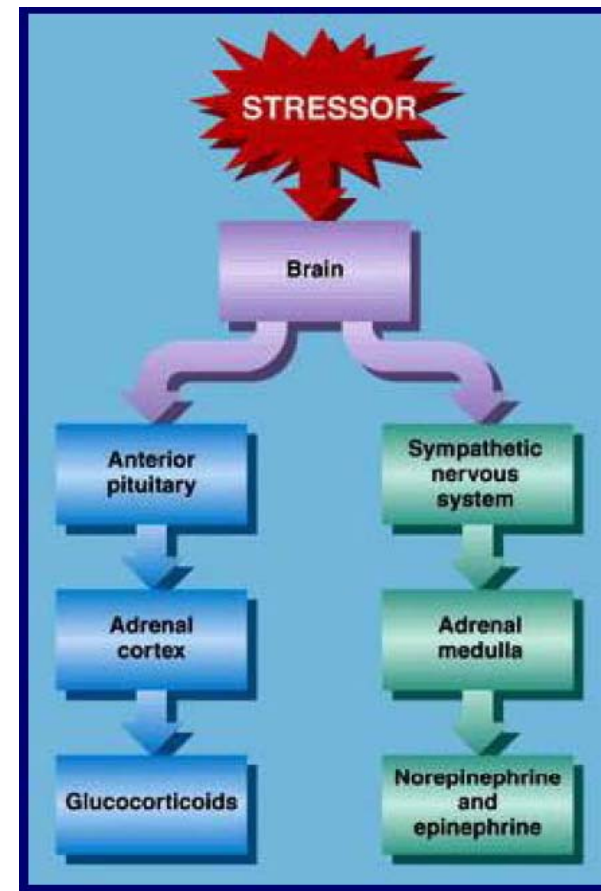 STRESSOR
Brain
Anterior
pituitary
Sympathetic
nervous
system
Adrenal
cortex
Adrenal
medulla
Glucocorticoids
Norepinephrine
and
epinephrine